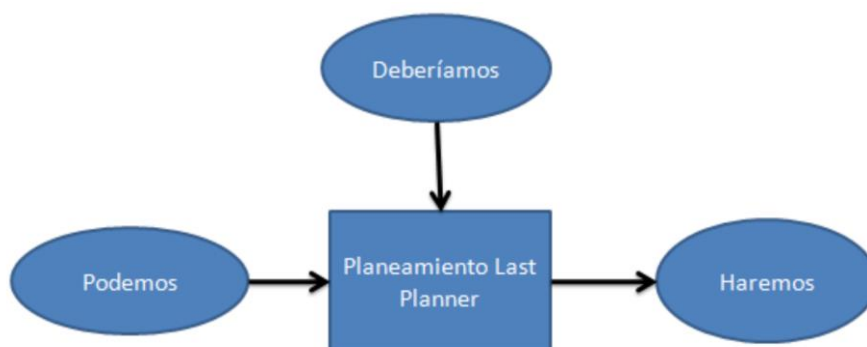 Deberíamos
Podemos
Planeamiento Last
Planner
Haremos